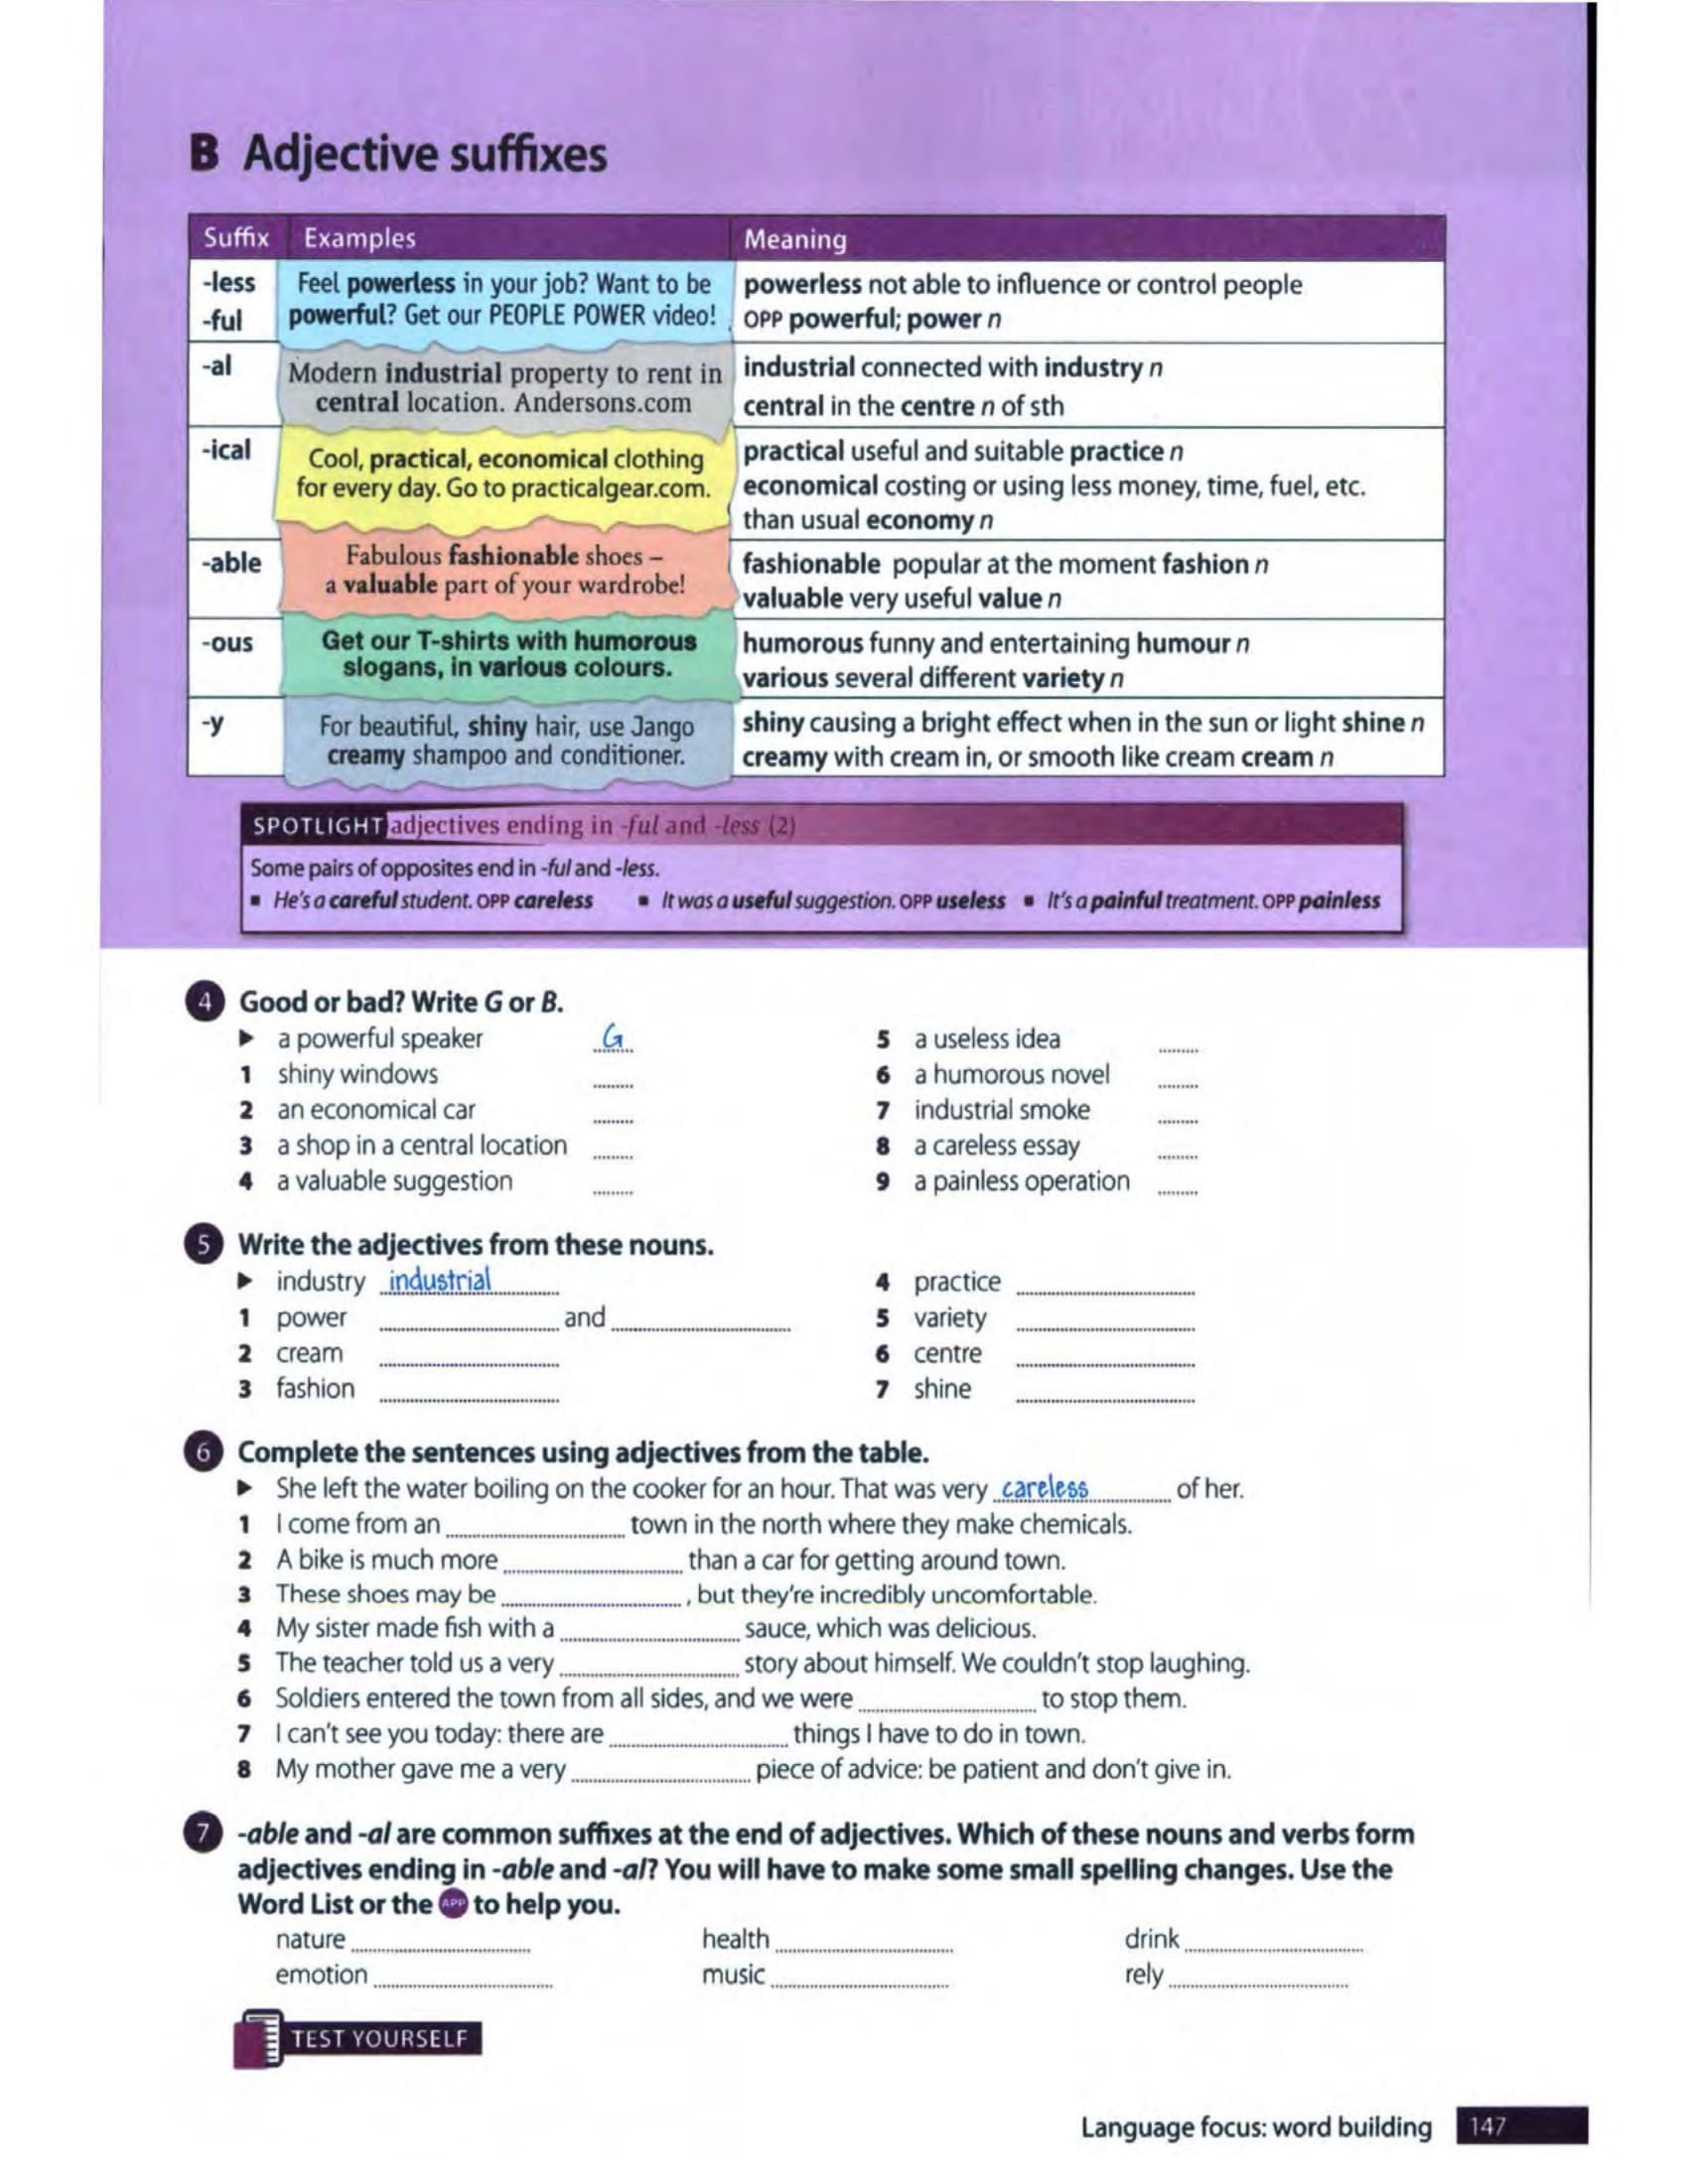 B Adjective suffixes
Suffix Examples Meaning
-less Feel powerless in your job? Want to be powerless not able to influence or control people
-ful powerful? Get our PEOPLE POWER video! OPP powerful; power n
-al Modern industrial property to rent in industrial connected with industry n
central location. Andersons.com central in the centre n of sth
-ical Cool, practical, economical clothing practical useful and suitable practice n
for every day. Go to practicalgear.com. economical costing or using less money, time, fuel, etc.
than usual economy n
-able Fabulous fashionable shoes – fashionable popular at the moment fashion n
a valuable part of your wardrobe! valuable very useful value n
-ous Get our T-shirts with humorous humorous funny and entertaining humour n
slogans, in various colours. various several different variety n
-y For beautiful, shiny hair, use Jango shiny causing a bright effect when in the sun or light shine n
creamy shampoo and conditioner. creamy with cream in, or smooth like cream cream n
SPOTLIGHT adjectives ending in -ful and -less (2)
Some pairs of opposites end in -ful and -less.
▪ He's a careful student. OPP careless ▪ It was a useful suggestion. OPP useless ▪ It's a painful treatment. OPP painless
4 Good or bad? Write G or B.
► a powerful speaker G 5 a useless idea ........
1 shiny windows ........ 6 a humorous novel ........
2 an economical car ........ 7 industrial smoke ........
3 a shop in a central location ........ 8 a careless essay ........
4 a valuable suggestion ........ 9 a painless operation ........
5 Write the adjectives from these nouns.
► industry industrial 4 practice ........
1 power ........ and ........ 5 variety ........
2 cream ........ 6 centre ........
3 fashion ........ 7 shine ........
6 Complete the sentences using adjectives from the table.
► She left the water boiling on the cooker for an hour. That was very careless of her.
1 I come from an ........ town in the north where they make chemicals.
2 A bike is much more ........ than a car for getting around town.
3 These shoes may be ........, but they're incredibly uncomfortable.
4 My sister made fish with a ........ sauce, which was delicious.
5 The teacher told us a very ........ story about himself. We couldn't stop laughing.
6 Soldiers entered the town from all sides, and we were ........ to stop them.
7 I can't see you today: there are ........ things I have to do in town.
8 My mother gave me a very ........ piece of advice: be patient and don't give in.
7 -able and -al are common suffixes at the end of adjectives. Which of these nouns and verbs form
adjectives ending in -able and -al? You will have to make some small spelling changes. Use the
Word List or the APP to help you.
nature ........ health ........ drink ........
emotion ........ music ........ rely ........
TEST YOURSELF
Language focus: word building 147